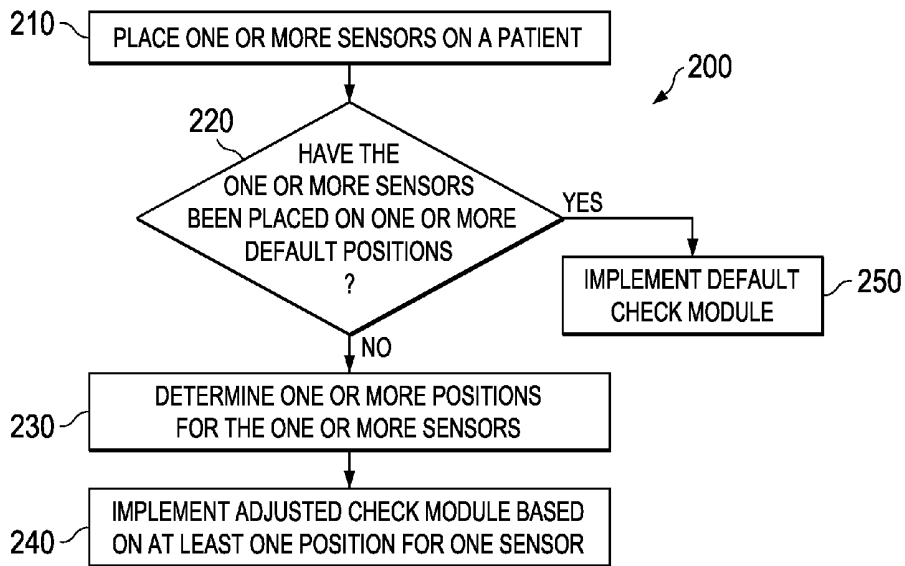 210
PLACE ONE OR MORE SENSORS ON A PATIENT
200
220
HAVE THE
ONE OR MORE SENSORS
BEEN PLACED ON ONE OR MORE
DEFAULT POSITIONS
?
YES
IMPLEMENT DEFAULT
CHECK MODULE
250
NO
230
DETERMINE ONE OR MORE POSITIONS
FOR THE ONE OR MORE SENSORS
240
IMPLEMENT ADJUSTED CHECK MODULE BASED
ON AT LEAST ONE POSITION FOR ONE SENSOR